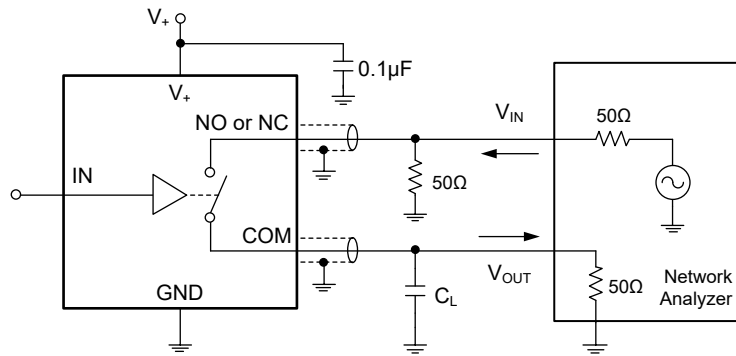 V+
0.1µF
V+
NO or NC
VIN
50Ω
50Ω
IN
COM
VOUT
CL
50Ω
Network
Analyzer
GND